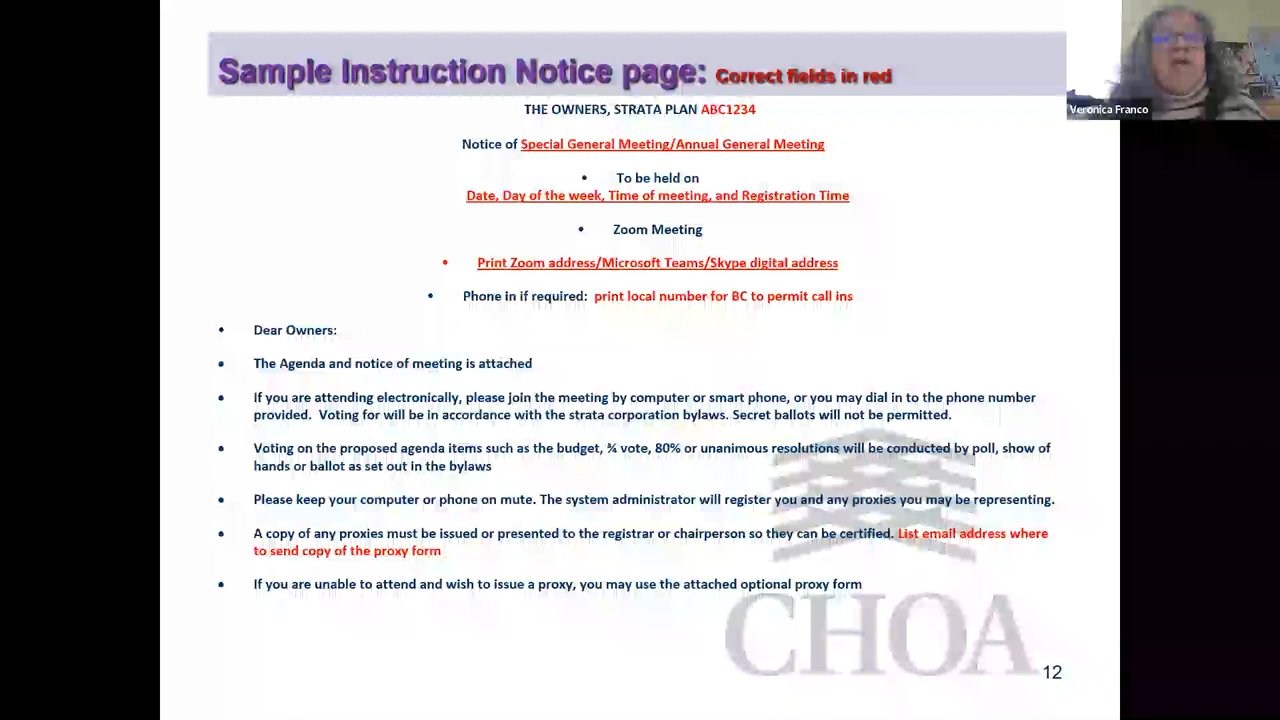 Sample Instruction Notice page: Correct fields in red
Veronica Franco
THE OWNERS, STRATA PLAN ABC1234
Notice of Special General Meeting/Annual General Meeting
• To be held on
Date, Day of the week, Time of meeting, and Registration Time
• Zoom Meeting
• Print Zoom address/Microsoft Teams/Skype digital address
• Phone in if required: print local number for BC to permit call ins
• Dear Owners:
• The Agenda and notice of meeting is attached
• If you are attending electronically, please join the meeting by computer or smart phone, or you may dial in to the phone number
provided. Voting for will be in accordance with the strata corporation bylaws. Secret ballots will not be permitted.
• Voting on the proposed agenda items such as the budget, ¾ vote, 80% or unanimous resolutions will be conducted by poll, show of
hands or ballot as set out in the bylaws
• Please keep your computer or phone on mute. The system administrator will register you and any proxies you may be representing.
• A copy of any proxies must be issued or presented to the registrar or chairperson so they can be certified. List email address where
to send copy of the proxy form
• If you are unable to attend and wish to issue a proxy, you may use the attached optional proxy form
CHOA
12